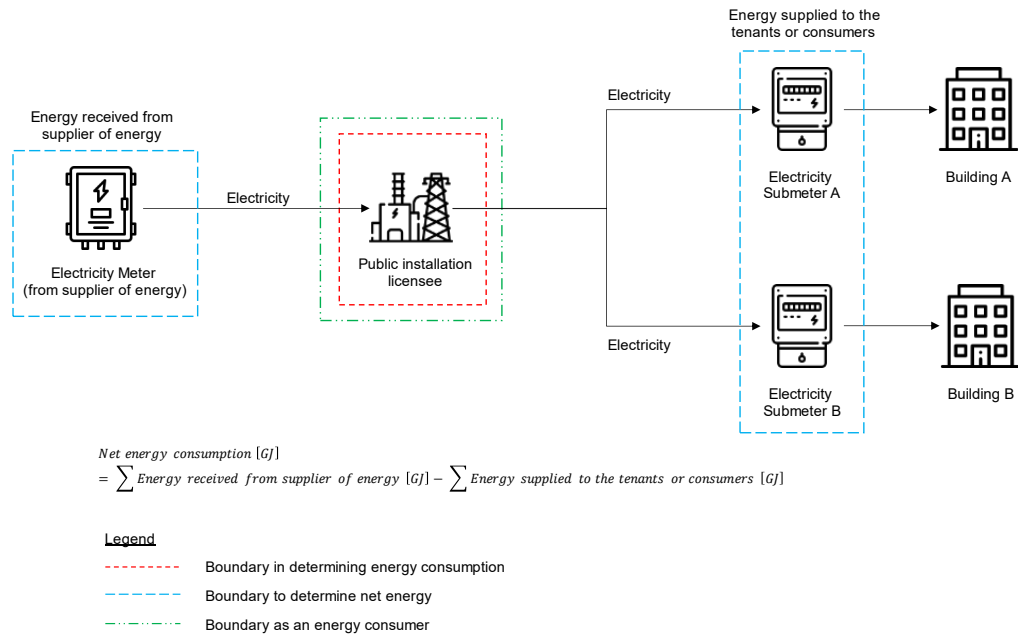 Energy supplied to the
tenants or consumers
Energy received from
supplier of energy
Electricity
Electricity
Electricity Meter
(from supplier of energy)
Public installation
licensee
Electricity
Submeter A
Building A
Electricity
Electricity
Submeter B
Building B
Net energy consumption [GJ]
= ∑ Energy received from supplier of energy [GJ] − ∑ Energy supplied to the tenants or consumers [GJ]
Legend
Boundary in determining energy consumption
Boundary to determine net energy
Boundary as an energy consumer